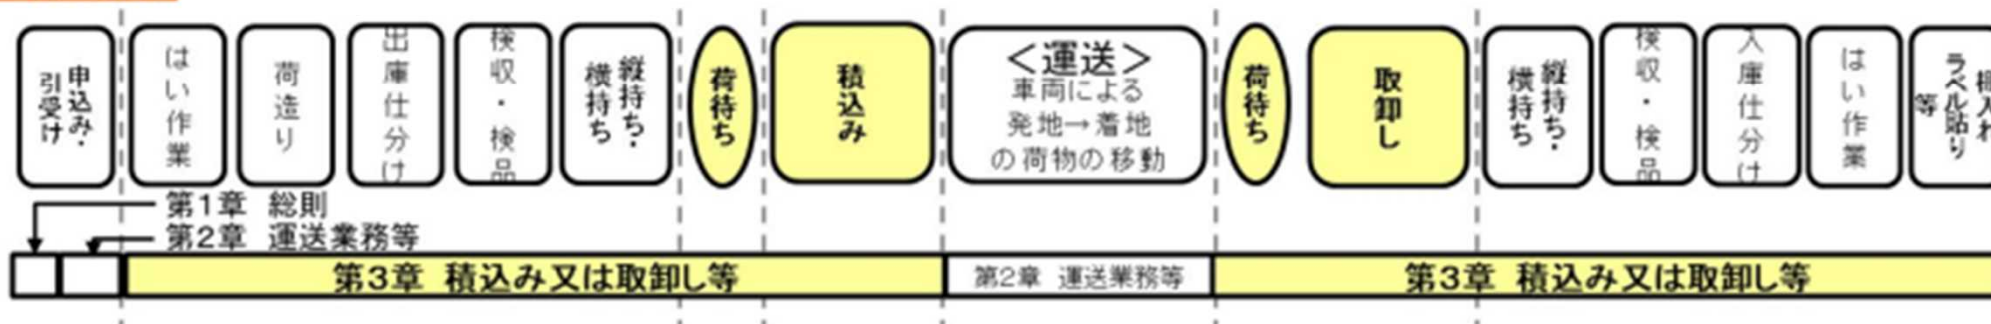 申込み・
引受け
はい作業
荷造り
出庫仕分け
検収・検品
縦持ち・
横持ち
荷待ち
積込み
＜運送＞
車両による
発地→着地
の荷物の移動
荷待ち
取卸し
縦持ち・
横持ち
検収・検品
入庫仕分け
はい作業
棚入れ
ラベル貼り
等
第1章 総則
第2章 運送業務等
第3章 積込み又は取卸し等
第2章 運送業務等
第3章 積込み又は取卸し等